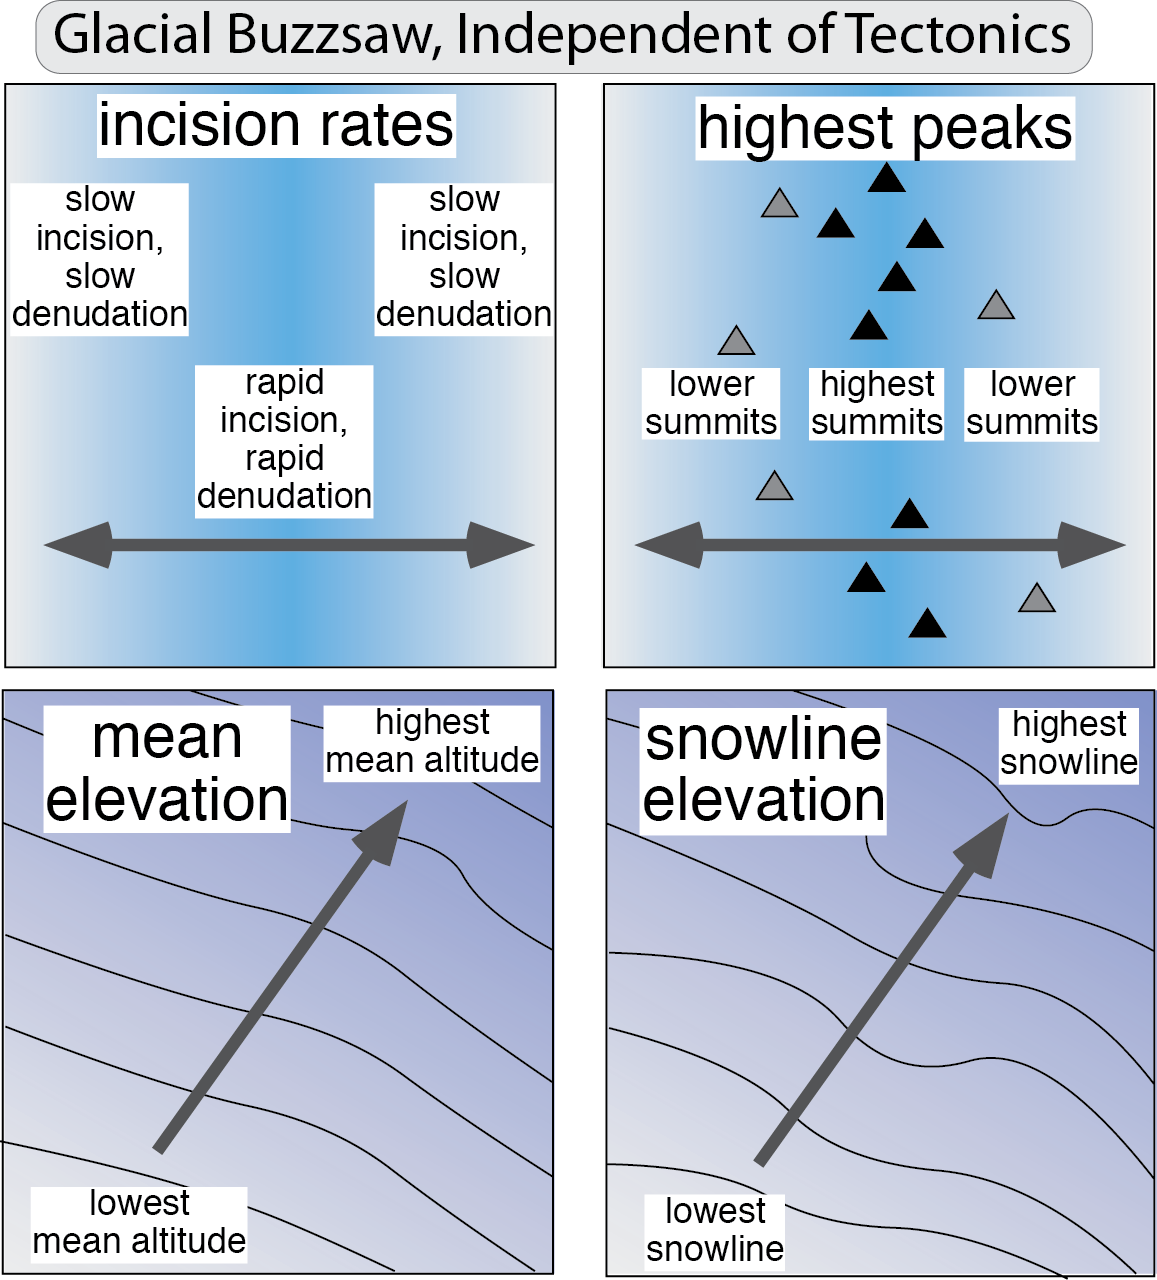 Glacial Buzzsaw, Independent of Tectonics
incision rates
slow
incision,
slow
denudation
slow
incision,
slow
denudation
rapid
incision,
rapid
denudation
highest peaks
lower
summits
highest
summits
lower
summits
mean
elevation
highest
mean altitude
lowest
mean altitude
snowline
elevation
highest
snowline
lowest
snowline